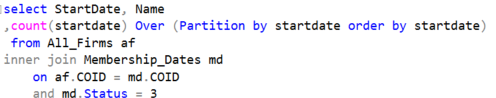 select StartDate, Name
,count(startdate) Over (Partition by startdate order by startdate)
from All_Firms af
inner join Membership_Dates md
on af.COID = md.COID
and md.Status = 3